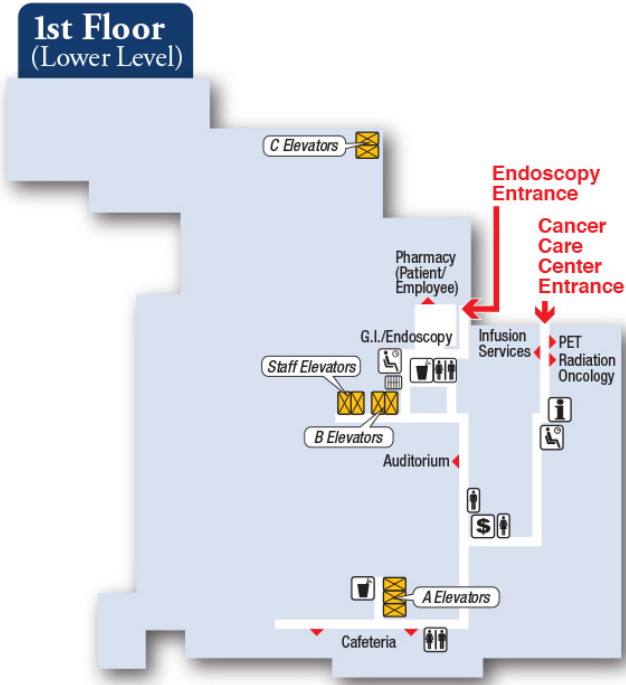 1st Floor
(Lower Level)
C Elevators
Endoscopy
Entrance
Cancer
Care
Center
Entrance
Pharmacy
(Patient/
Employee)
G.I./Endoscopy
Infusion
Services
PET
Radiation
Oncology
Staff Elevators
B Elevators
i
Auditorium
$
A Elevators
Cafeteria